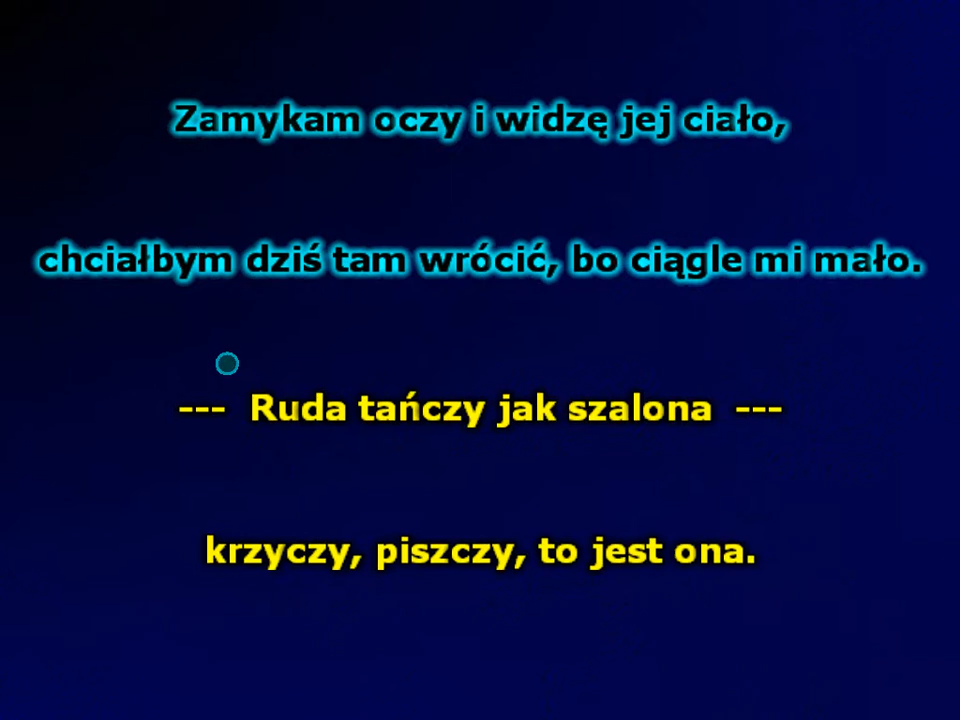 Zamykam oczy i widzę jej ciało,
chciałbym dziś tam wrócić, bo ciągle mi mało.
--- Ruda tańczy jak szalona ---
krzyczy, piszczy, to jest ona.